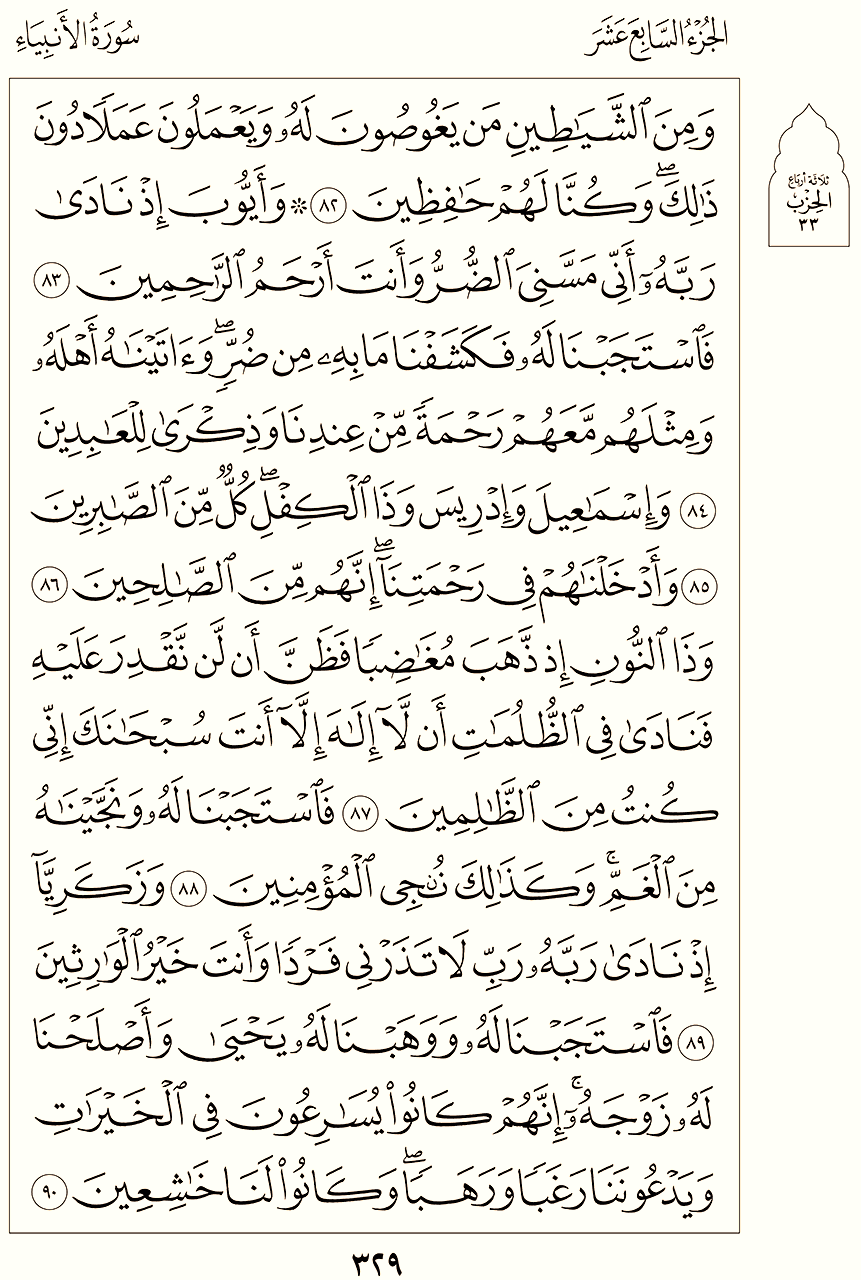 الجُزْءُ السَّابِعَ عَشَرَ
سُورَةُ الأَنبِيَاءِ
ثَلَاثَة أَرْبَاع
الحِزْب
٣٣
وَمِنَ ٱلشَّيَٰطِينِ مَن يَغُوصُونَ لَهُۥ وَيَعْمَلُونَ عَمَلًا دُونَ
ذَٰلِكَۖ وَكُنَّا لَهُمْ حَٰفِظِينَ ٨٢ ۞ وَأَيُّوبَ إِذْ نَادَىٰ
رَبَّهُۥٓ أَنِّى مَسَّنِىَ ٱلضُّرُّ وَأَنتَ أَرْحَمُ ٱلرَّٰحِمِينَ ٨٣
فَٱسْتَجَبْنَا لَهُۥ فَكَشَفْنَا مَا بِهِۦ مِن ضُرٍّۖ وَءَاتَيْنَٰهُ أَهْلَهُۥ
وَمِثْلَهُم مَّعَهُمْ رَحْمَةً مِّنْ عِندِنَا وَذِكْرَىٰ لِلْعَٰبِدِينَ
٨٤ وَإِسْمَٰعِيلَ وَإِدْرِيسَ وَذَا ٱلْكِفْلِۖ كُلٌّ مِّنَ ٱلصَّٰبِرِينَ
٨٥ وَأَدْخَلْنَٰهُمْ فِى رَحْمَتِنَآۖ إِنَّهُم مِّنَ ٱلصَّٰلِحِينَ ٨٦
وَذَا ٱلنُّونِ إِذ ذَّهَبَ مُغَٰضِبًا فَظَنَّ أَن لَّن نَّقْدِرَ عَلَيْهِ
فَنَادَىٰ فِى ٱلظُّلُمَٰتِ أَن لَّآ إِلَٰهَ إِلَّآ أَنتَ سُبْحَٰنَكَ إِنِّى
كُنتُ مِنَ ٱلظَّٰلِمِينَ ٨٧ فَٱسْتَجَبْنَا لَهُۥ وَنَجَّيْنَٰهُ
مِنَ ٱلْغَمِّۚ وَكَذَٰلِكَ نُۨجِى ٱلْمُؤْمِنِينَ ٨٨ وَزَكَرِيَّآ
إِذْ نَادَىٰ رَبَّهُۥ رَبِّ لَا تَذَرْنِى فَرْدًا وَأَنتَ خَيْرُ ٱلْوَٰرِثِينَ
٨٩ فَٱسْتَجَبْنَا لَهُۥ وَوَهَبْنَا لَهُۥ يَحْيَىٰ وَأَصْلَحْنَا
لَهُۥ زَوْجَهُۥٓۚ إِنَّهُمْ كَانُوا۟ يُسَٰرِعُونَ فِى ٱلْخَيْرَٰتِ
وَيَدْعُونَنَا رَغَبًا وَرَهَبًاۖ وَكَانُوا۟ لَنَا خَٰشِعِينَ ٩٠
٣٢٩